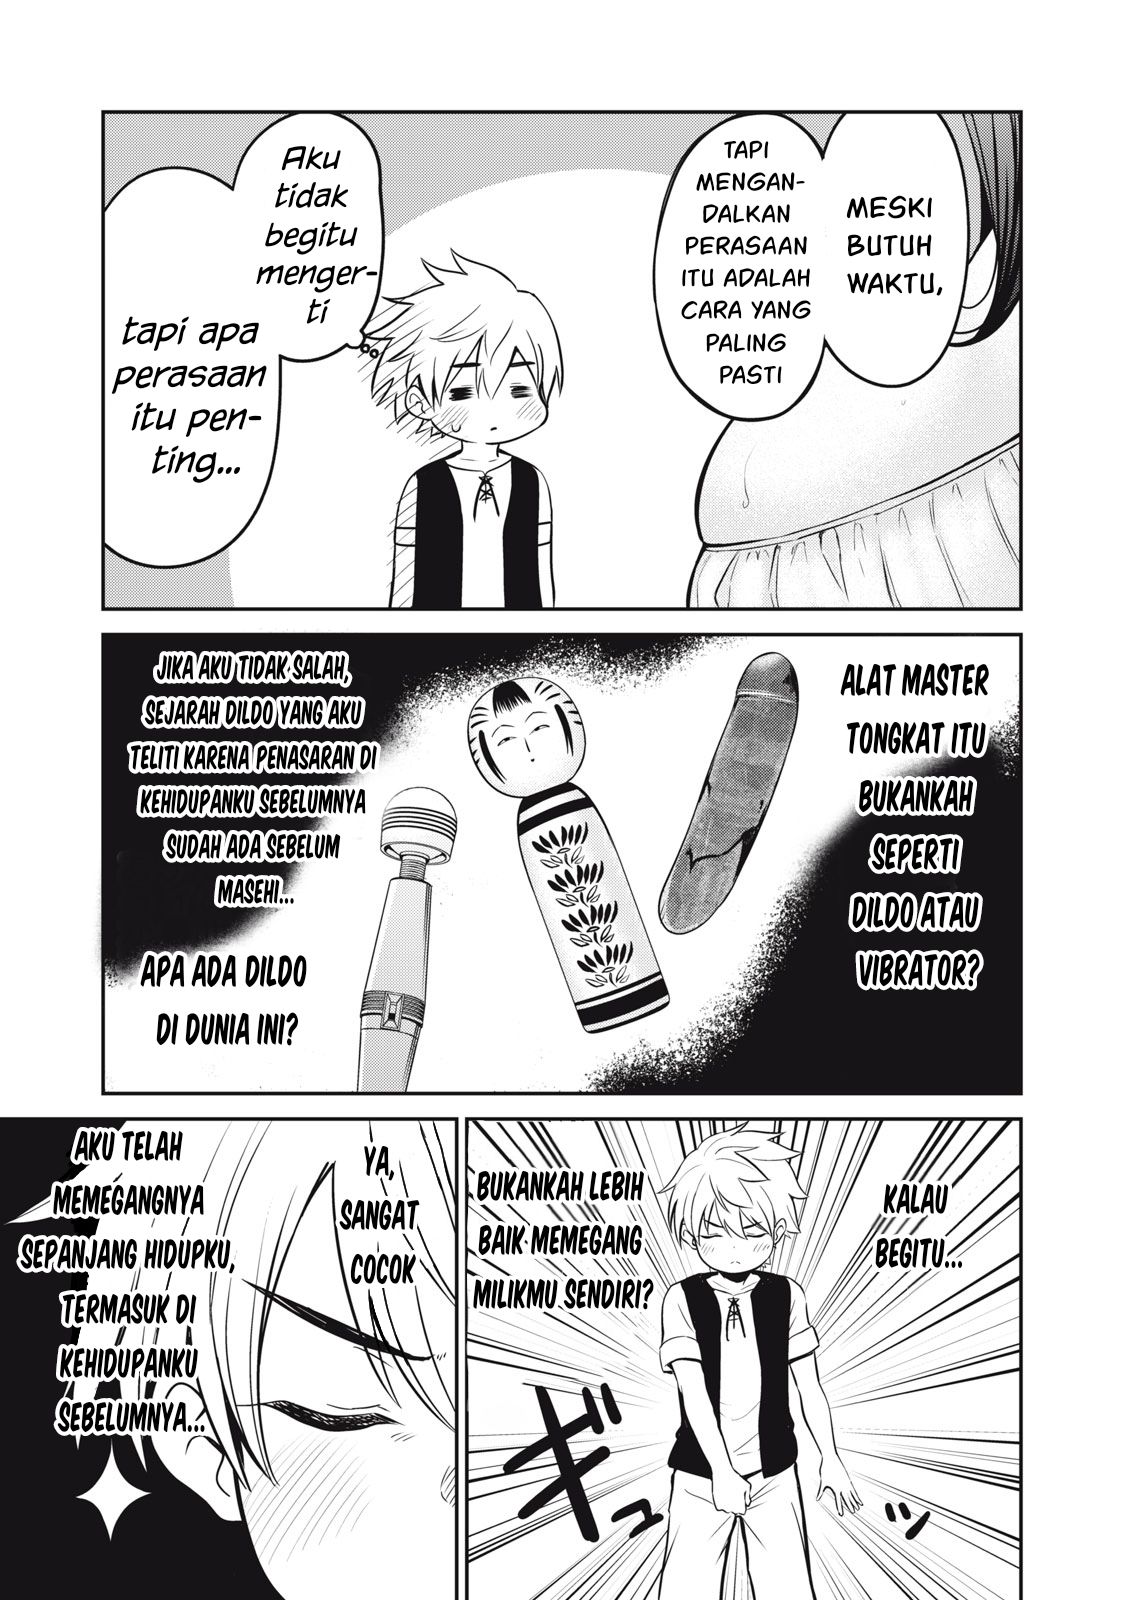 MESKI
BUTUH
WAKTU,
TAPI
MENGAN-
DALKAN
PERASAAN
ITU ADALAH
CARA YANG
PALING
PASTI
Aku
tidak
begitu
menger-
ti
tapi apa
perasaan
itu pen-
ting...
ALAT MASTER
TONGKAT ITU
BUKANKAH
SEPERTI
DILDO ATAU
VIBRATOR?
JIKA AKU TIDAK SALAH,
SEJARAH DILDO YANG AKU
TELITI KARENA PENASARAN DI
KEHIDUPANKU SEBELUMNYA
SUDAH ADA SEBELUM
MASEHI...
APA ADA DILDO
DI DUNIA INI?
KALAU
BEGITU...
BUKANKAH LEBIH
BAIK MEMEGANG
MILIKMU SENDIRI?
ギュ
YA,
SANGAT
COCOK
AKU TELAH
MEMEGANGNYA
SEPANJANG HIDUPKU,
TERMASUK DI
KEHIDUPANKU
SEBELUMNYA...